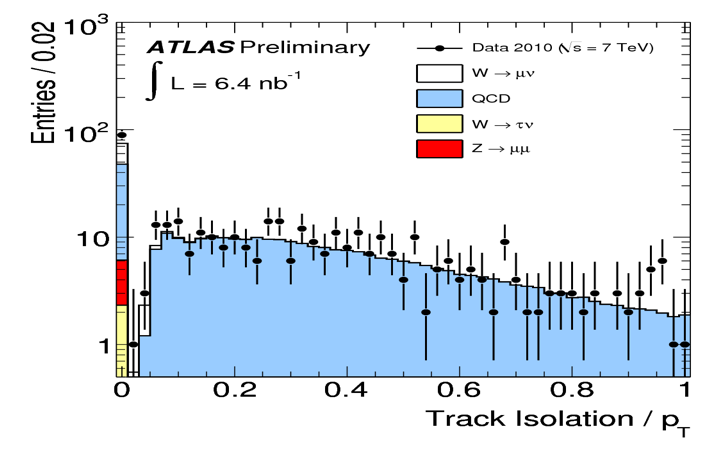 10³
ATLAS Preliminary
∫ L = 6.4 nb⁻¹
Data 2010 (√s = 7 TeV)
W → μν
QCD
W → τν
Z → μμ
Entries / 0.02
10²
10
1
0 0.2 0.4 0.6 0.8 1
Track Isolation / p_T